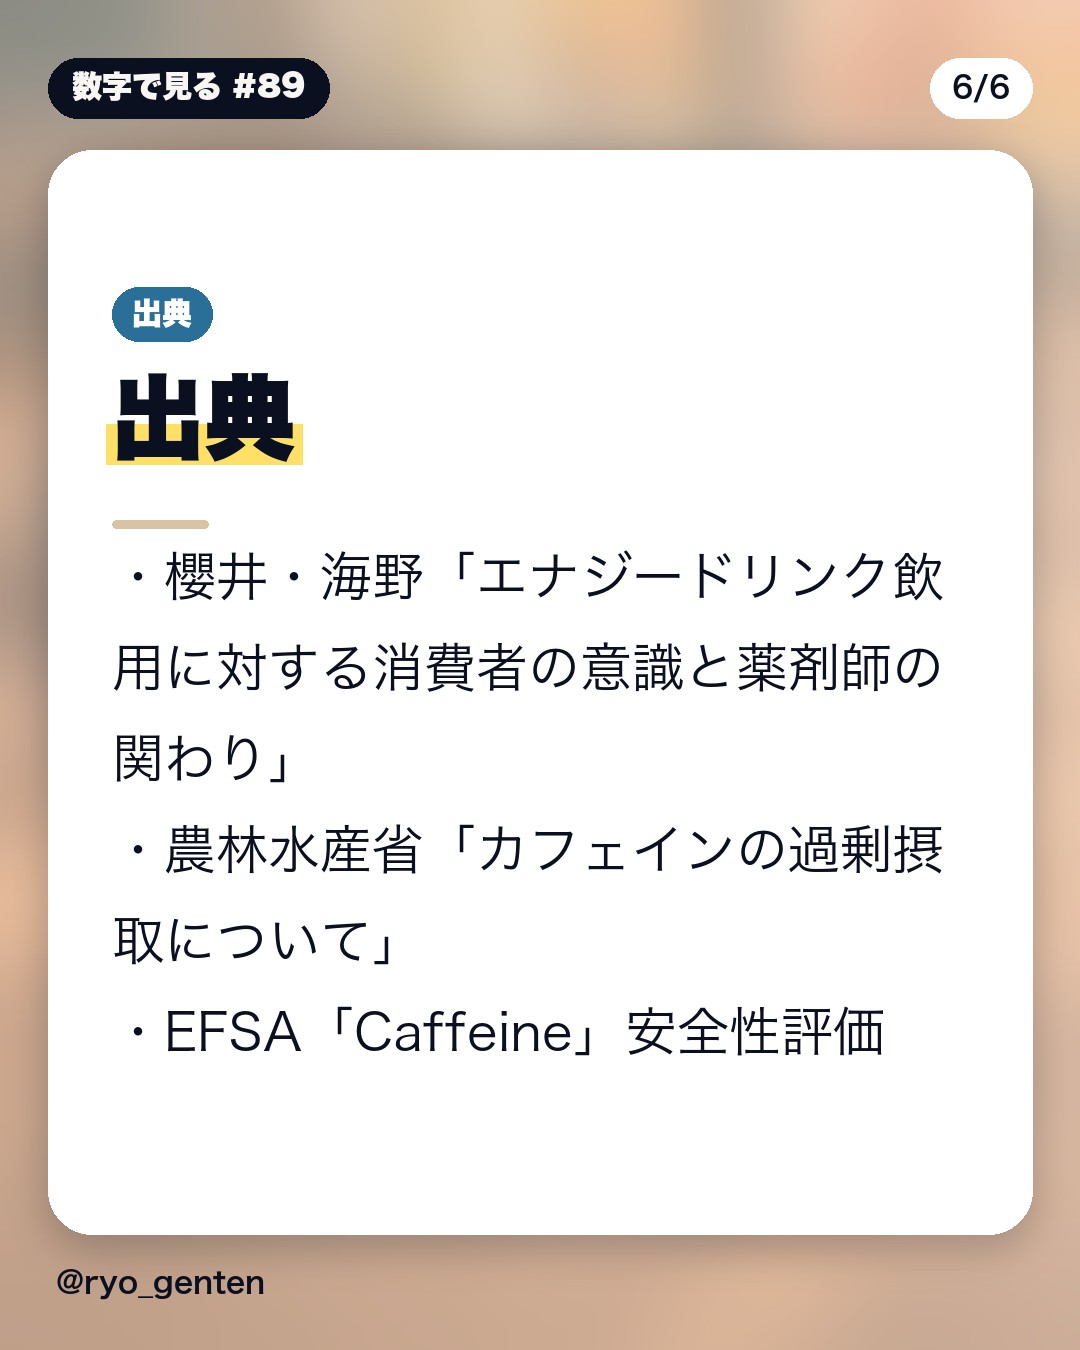 数字で見る #89
6/6
出典
出典
・櫻井・海野「エナジードリンク飲
用に対する消費者の意識と薬剤師の
関わり」
・農林水産省「カフェインの過剰摂
取について」
・EFSA「Caffeine」安全性評価
@ryo_genten